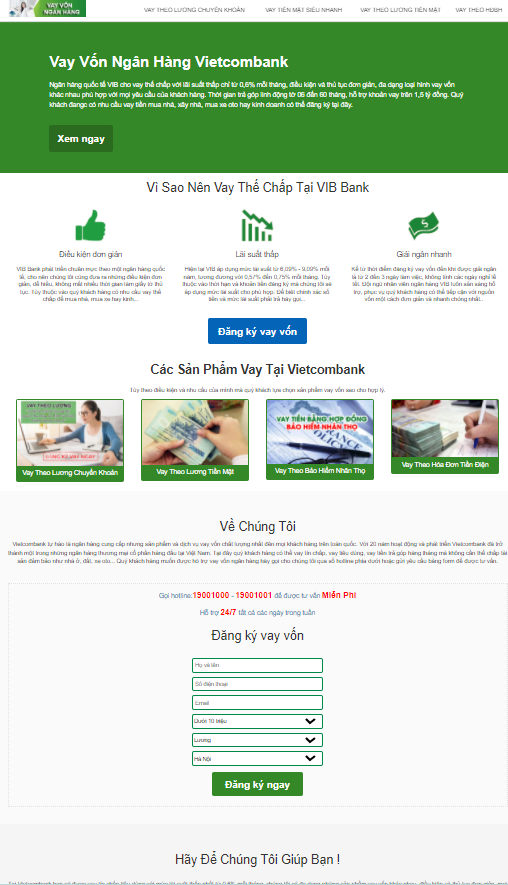 VAY VỐN
NGÂN HÀNG
VAY THEO LƯƠNG CHUYỂN KHOẢN
VAY TIỀN MẶT SIÊU NHANH
VAY THEO LƯƠNG TIỀN MẶT
VAY THEO HĐBH
Vay Vốn Ngân Hàng Vietcombank
Ngân hàng quốc tế VIB cho vay thế chấp với lãi suất thấp chỉ từ 0,6% mỗi tháng, điều kiện và thủ tục đơn giản, đa dạng loại hình vay vốn
khác nhau phù hợp với mọi yêu cầu của khách hàng. Thời gian trả góp linh động từ 06 đến 60 tháng, hỗ trợ khoản vay trên 1,5 tỷ đồng. Quý
khách đangc có nhu cầu vay tiền mua nhà, xây nhà, mua xe oto hay kinh doanh có thể đăng ký tại đây.
Xem ngay
Vì Sao Nên Vay Thế Chấp Tại VIB Bank
Điều kiện đơn giản
VIB Bank phát triển chuẩn mực theo một ngân hàng quốc
tế, cho nên chúng tôi cũng đưa ra những điều kiện đơn
giản, dễ hiểu, không mất nhiều thời gian làm giấy tờ thủ
tục. Tùy thuộc vào quý khách hàng có nhu cầu vay thế
chấp để mua nhà, mua xe hay kinh...
Lãi suất thấp
Hiện tại VIB áp dụng mức lãi suất từ 6,09% - 9,09% mỗi
năm, tương đương với 0,57% đến 0,75% mỗi tháng. Tùy
thuộc vào thời hạn và khoản tiền đăng ký mà chúng tôi sẽ
áp dụng mức lãi suất cho phù hợp. Để biết chính xác số
tiền và mức lãi suất phải trả hãy gọi...
Giải ngân nhanh
Kể từ thời điểm đăng ký vay vốn đến khi được giải ngân
là từ 2 đến 3 ngày làm việc, không tính các ngày nghỉ lễ
tết. Đội ngũ nhân viên ngân hàng VIB luôn sẵn sàng hỗ
trợ, phục vụ quý khách hàng có thể tiếp cận với nguồn
vốn một cách đơn giản và nhanh chóng nhất...
Đăng ký vay vốn
Các Sản Phẩm Vay Tại Vietcombank
Tùy theo điều kiện và nhu cầu của mình mà quý khách lựa chọn sản phẩm vay vốn sao cho hợp lý.
VAY THEO LƯƠNG
ĐĂNG KÝ VAY NGAY
Vay Theo Lương Chuyển Khoản
Vay Theo Lương Tiền Mặt
VAY TIỀN BẰNG HỢP ĐỒNG
BẢO HIỂM NHÂN THỌ
Vay Theo Bảo Hiểm Nhân Thọ
Vay Theo Hóa Đơn Tiền Điện
Về Chúng Tôi
Vietcombank tự hào là ngân hàng cung cấp nhưng sản phẩm và dịch vụ vay vốn chất lượng nhất đến mọi khách hàng trên toàn quốc. Với 20 năm hoạt động và phát triển Vietcombank đã trở
thành một trong những ngân hàng thương mại cổ phần hàng đầu tại Việt Nam. Tại đây quý khách hàng có thể vay tín chấp, vay tiêu dùng, vay tiền trả góp hàng tháng mà không cần thế chấp tài
sản đảm bảo như nhà ở, đất, xe oto... Quý khách hàng muốn được hỗ trợ vay vốn ngân hàng hãy gọi cho chúng tôi qua số hotline phía dưới hoặc gửi yêu cầu bảng form để được tư vấn.
Gọi hotline:19001000 - 19001001 để được tư vấn Miễn Phí
Hỗ trợ 24/7 tất cả các ngày trong tuần
Đăng ký vay vốn
Họ và tên
Số điện thoại
Email
Dưới 10 triệu
Lương
Hà Nội
Đăng ký ngay
Hãy Để Chúng Tôi Giúp Bạn !